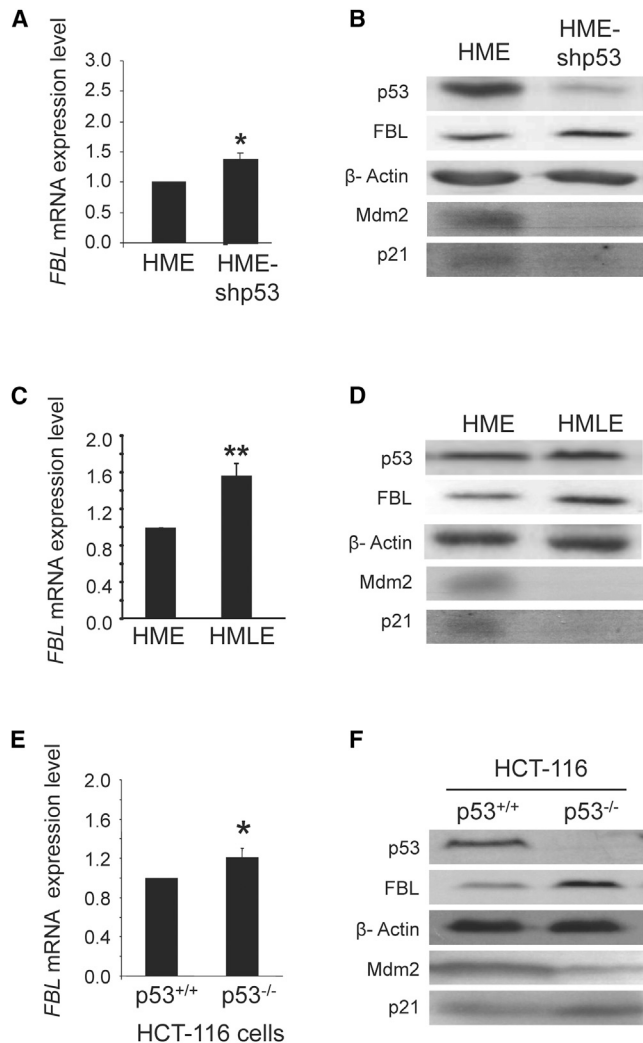 A
FBL mRNA expression level
3.0
2.5
2.0
1.5
1.0
0.5
0.0
*
HME
HME-
shp53
B
HME
HME-
shp53
p53
FBL
β- Actin
Mdm2
p21
C
FBL mRNA expression level
2.0
1.6
1.2
0.8
0.4
0.0
**
HME
HMLE
D
HME
HMLE
p53
FBL
β- Actin
Mdm2
p21
E
FBL mRNA expression level
2.0
1.6
1.2
0.8
0.4
0.0
*
p53+/+
p53-/-
HCT-116 cells
F
HCT-116
p53+/+
p53-/-
p53
FBL
β- Actin
Mdm2
p21